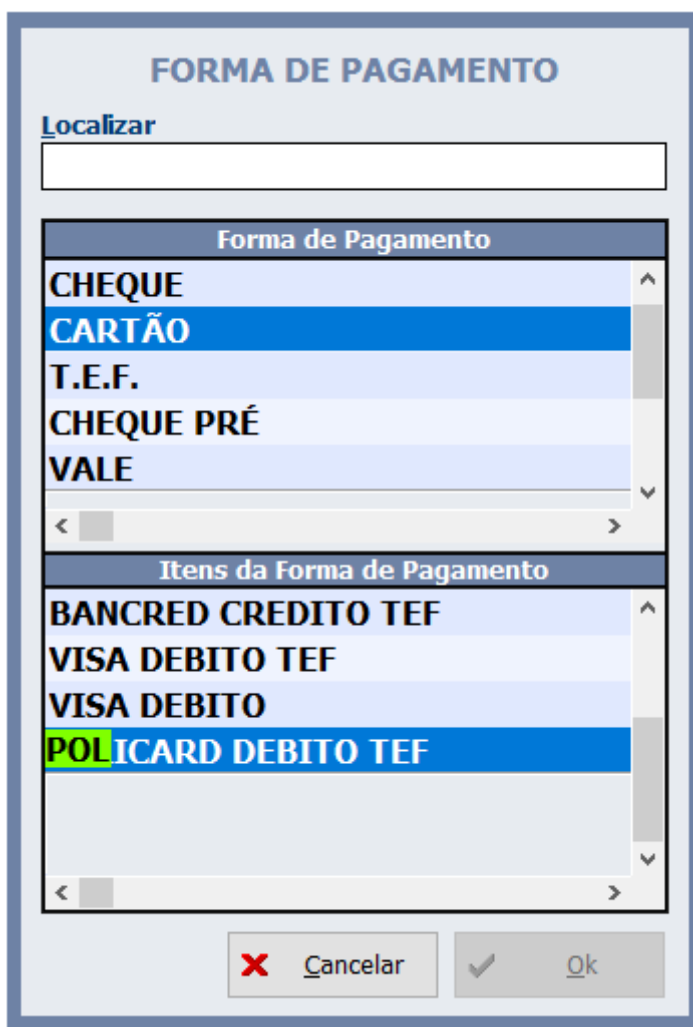 FORMA DE PAGAMENTO
Localizar
Forma de Pagamento
CHEQUE
CARTÃO
T.E.F.
CHEQUE PRÉ
VALE
Itens da Forma de Pagamento
BANCRED CREDITO TEF
VISA DEBITO TEF
VISA DEBITO
POLICARD DEBITO TEF
Cancelar Ok